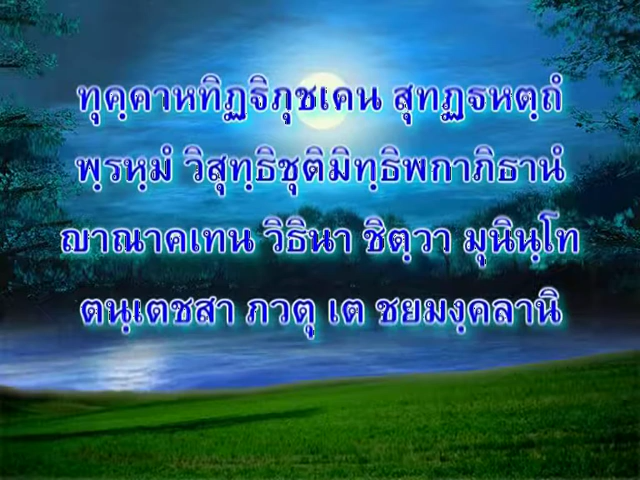 ทุคฺคาหทิฏฐิภุชเคน สุทฏฐหตฺถํ
พฺรหฺมํ วิสุทฺธิชุติมิทฺธิพกาภิธานํ
ญาณาคเทน วิธินา ชิตฺวา มุนินฺโท
ตนฺเตชสา ภวตุ เต ชยมงฺคลานิ